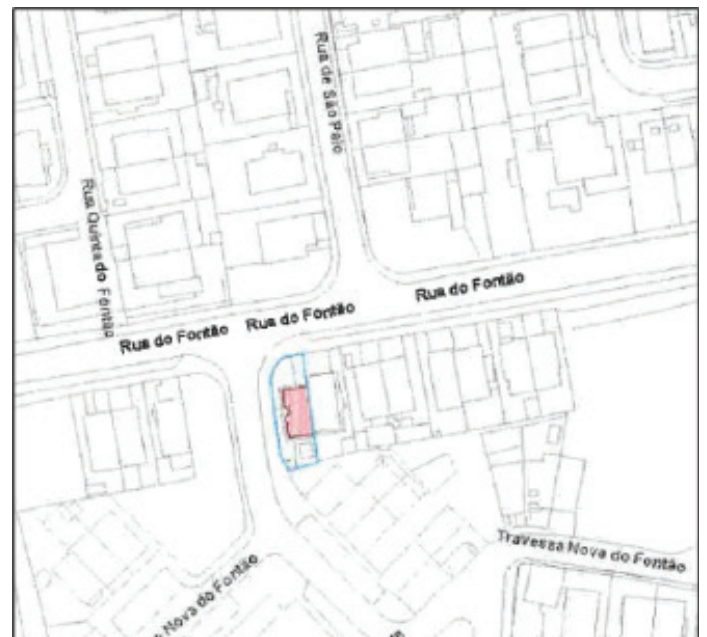 Rua de São Paio
Rua Quinta do Fontão
Rua do Fontão
Rua do Fontão
Rua do Fontão
Travessa Nova do Fontão
Nova do Fontão